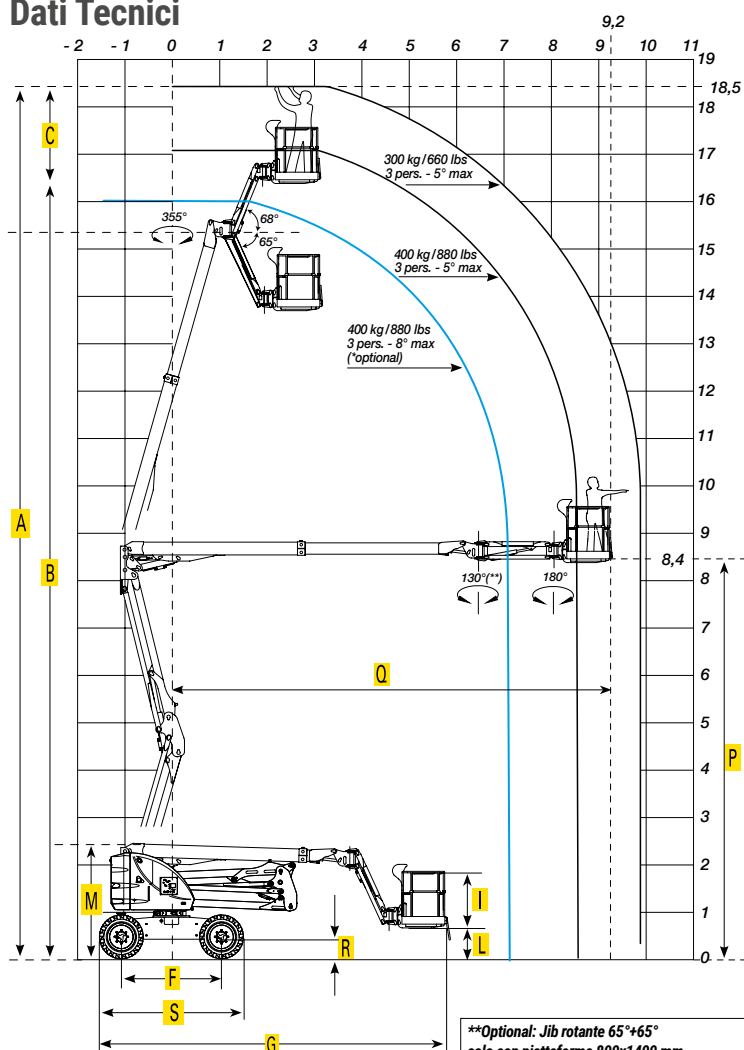 Dati Tecnici
9,2
- 2 - 1 0 1 2 3 4 5 6 7 8 9 10 11
19
18,5
18
C
300 kg/660 lbs
3 pers. - 5° max
17
16
355°
68°
65°
400 kg/880 lbs
3 pers. - 5° max
15
14
400 kg/880 lbs
3 pers. - 8° max
(*optional)
13
12
11
10
A
B
9
8,4
8
130°(**)
180°
7
6
Q
5
P
4
3
2
M
I
1
R
L
0
F
S
G
**Optional: Jib rotante 65°+65°